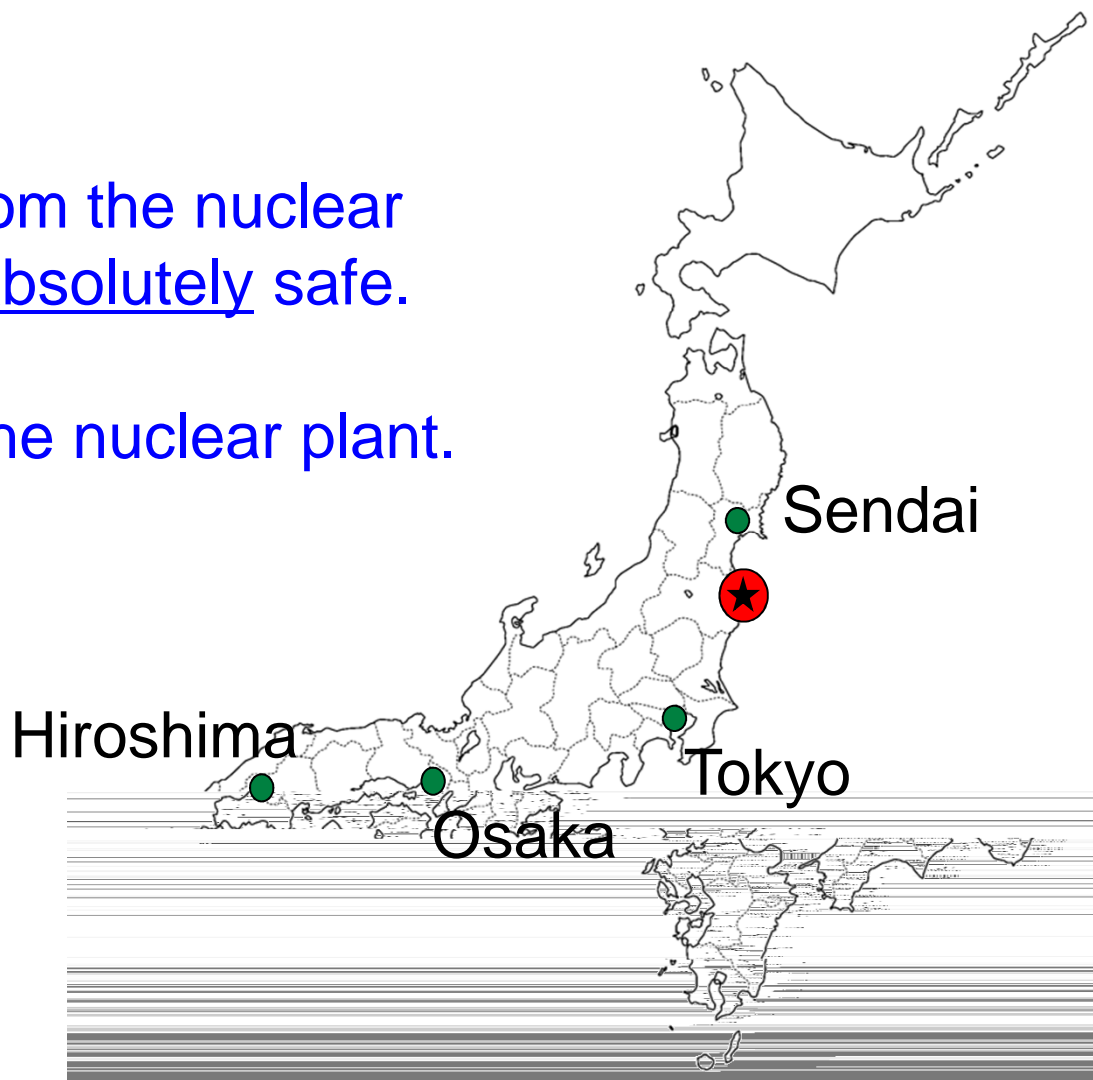 om the nuclear
bsolutely safe.
he nuclear plant.
Sendai
Hiroshima
Tokyo
Osaka